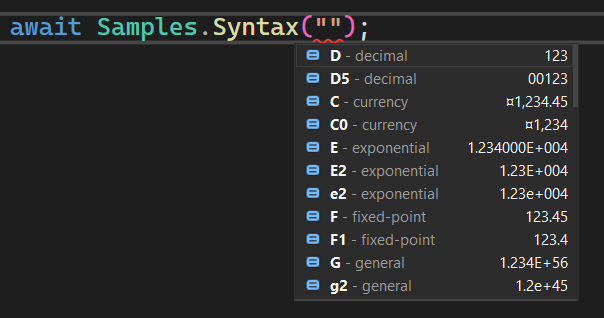 await Samples.Syntax("");
D - decimal 123
D5 - decimal 00123
C - currency ¤1,234.45
C0 - currency ¤1,234
E - exponential 1.234000E+004
E2 - exponential 1.23E+004
e2 - exponential 1.23e+004
F - fixed-point 123.45
F1 - fixed-point 123.4
G - general 1.234E+56
g2 - general 1.2e+45